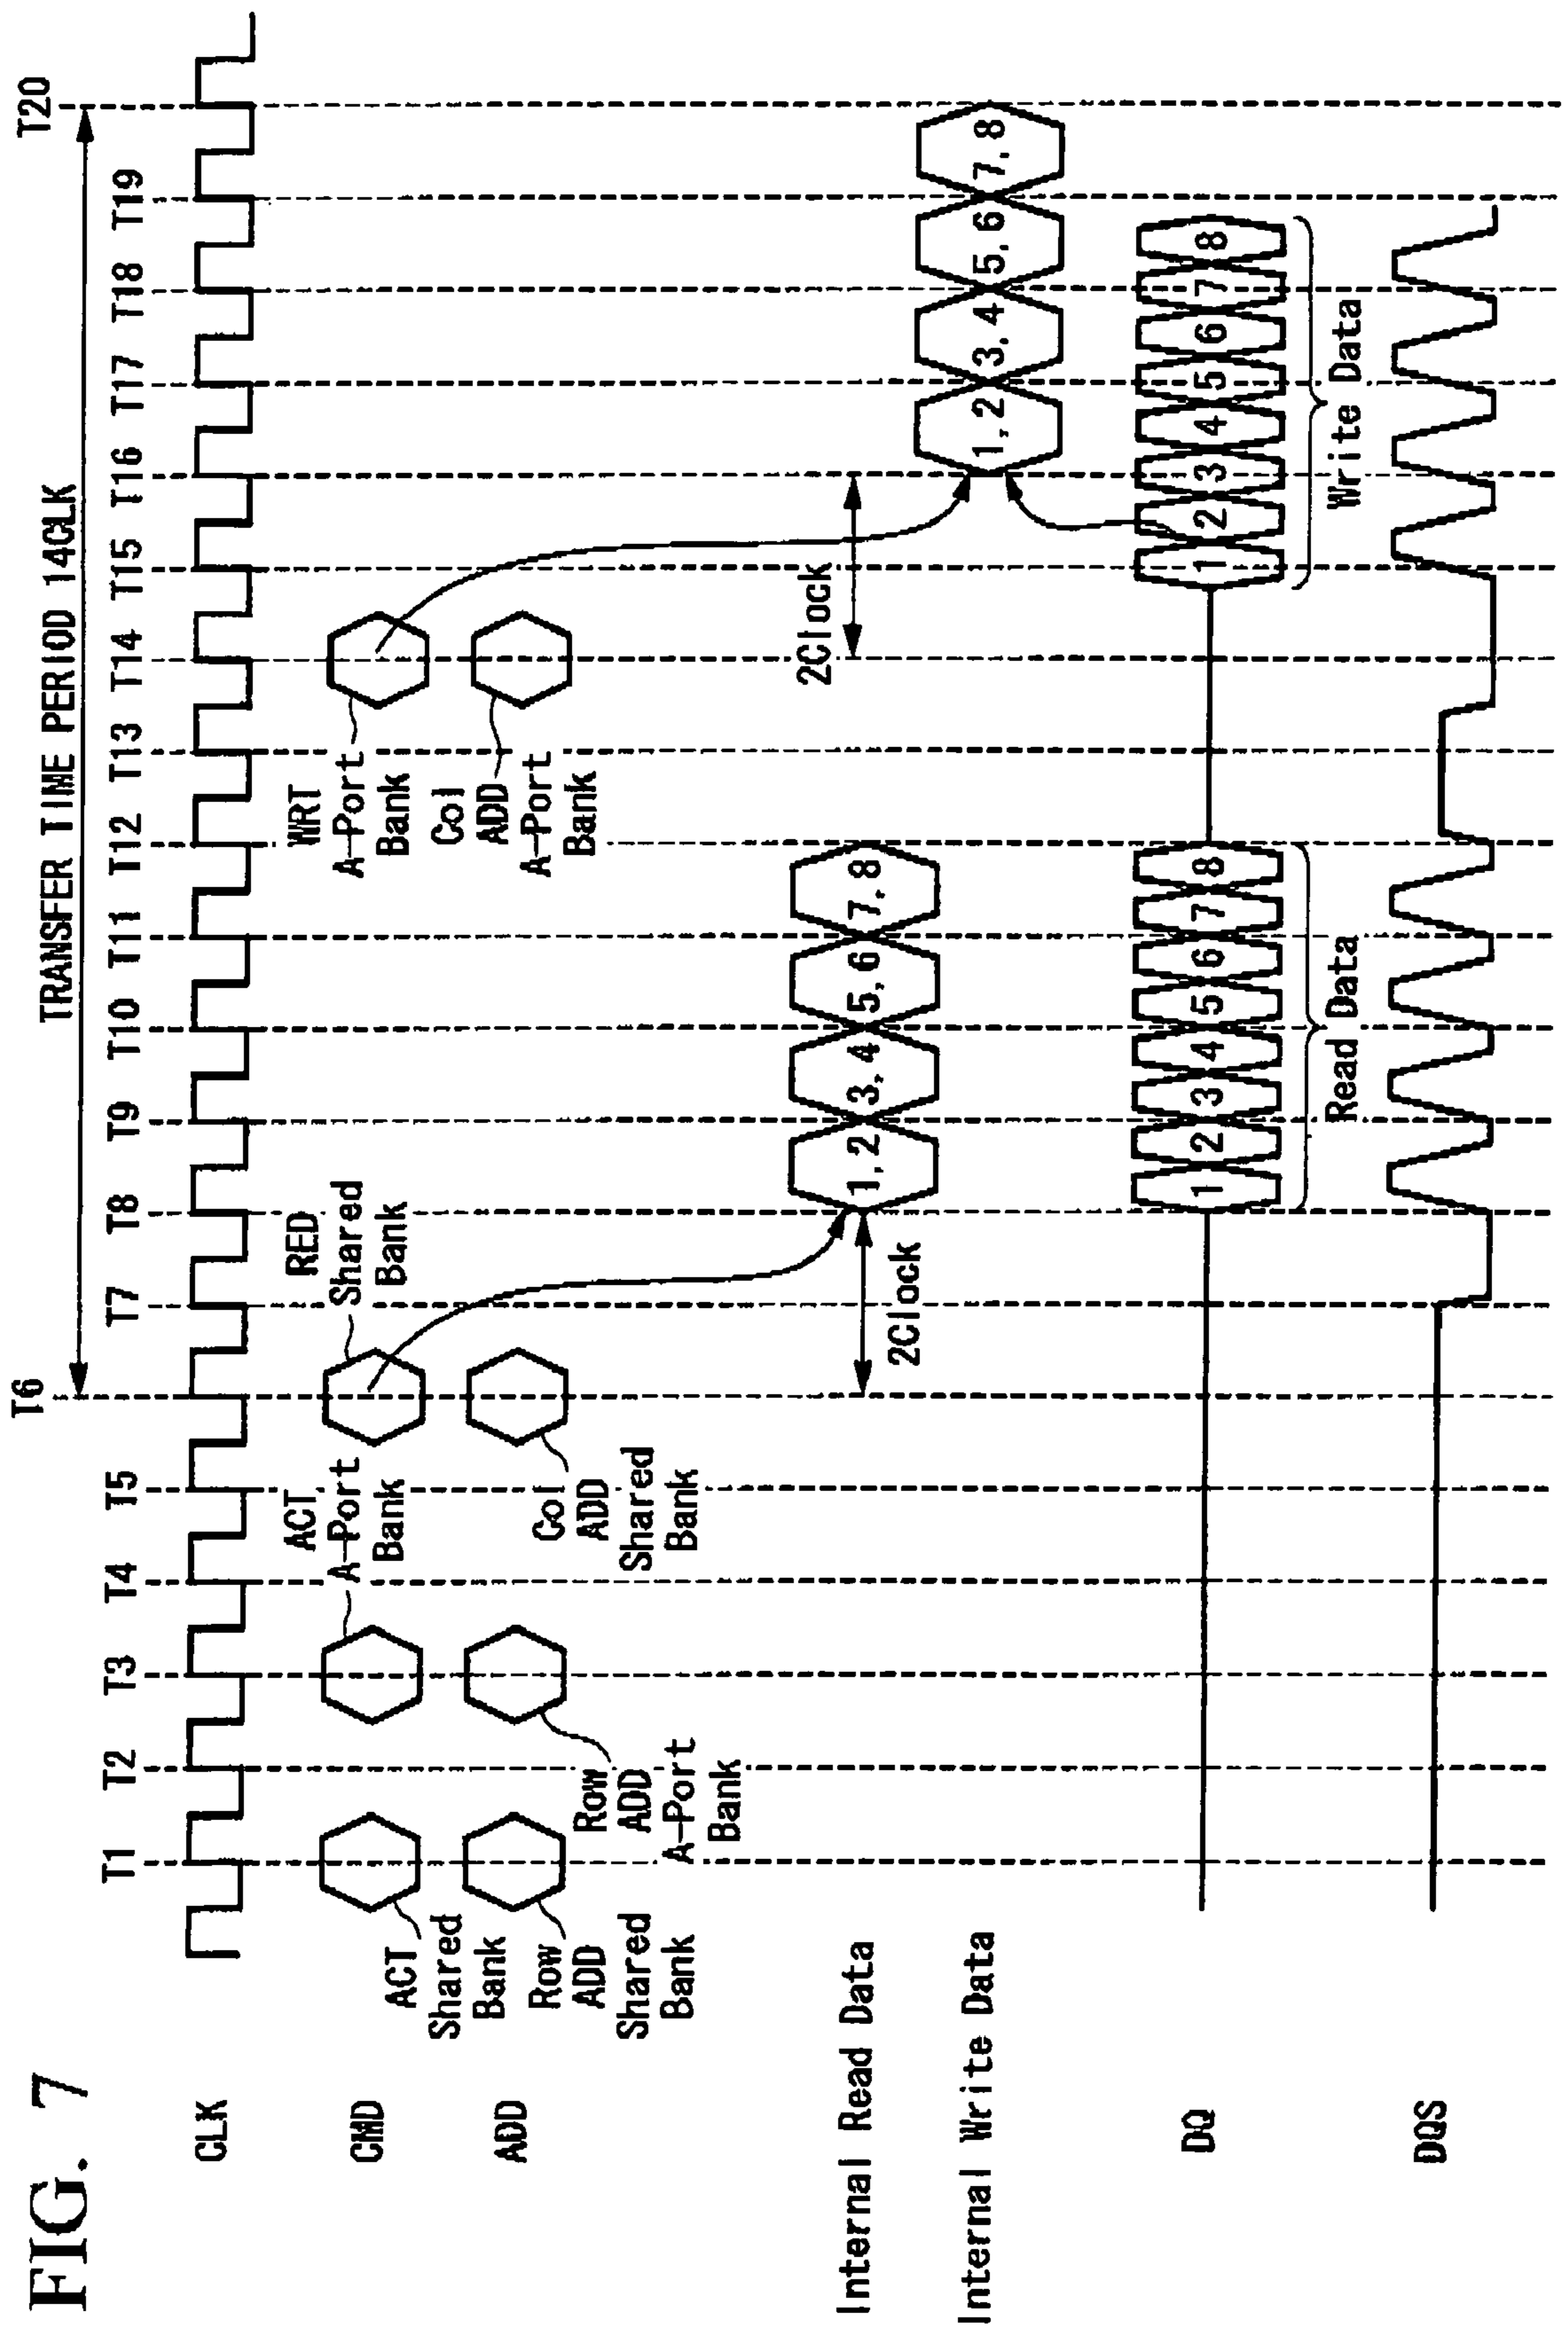 FIG. 7
TRANSFER TIME PERIOD 14CLK
T6
T20
T1
T2
T3
T4
T5
T7
T8
T9
T10
T11
T12
T13
T14
T15
T16
T17
T18
T19
CLK
CMD
ACT
Shared
Bank
ACT
A-Port
Bank
RED
Shared
Bank
WRT
A-Port
Bank
ADD
Row
ADD
Shared
Bank
Row
ADD
A-Port
Bank
Col
ADD
Shared
Bank
Col
ADD
A-Port
Bank
Internal Read Data
2Clock
1, 2
3, 4
5, 6
7, 8
Internal Write Data
2Clock
1, 2
3, 4
5, 6
7, 8
DQ
1
2
3
4
5
6
7
8
Read Data
1
2
3
4
5
6
7
8
Write Data
DQS